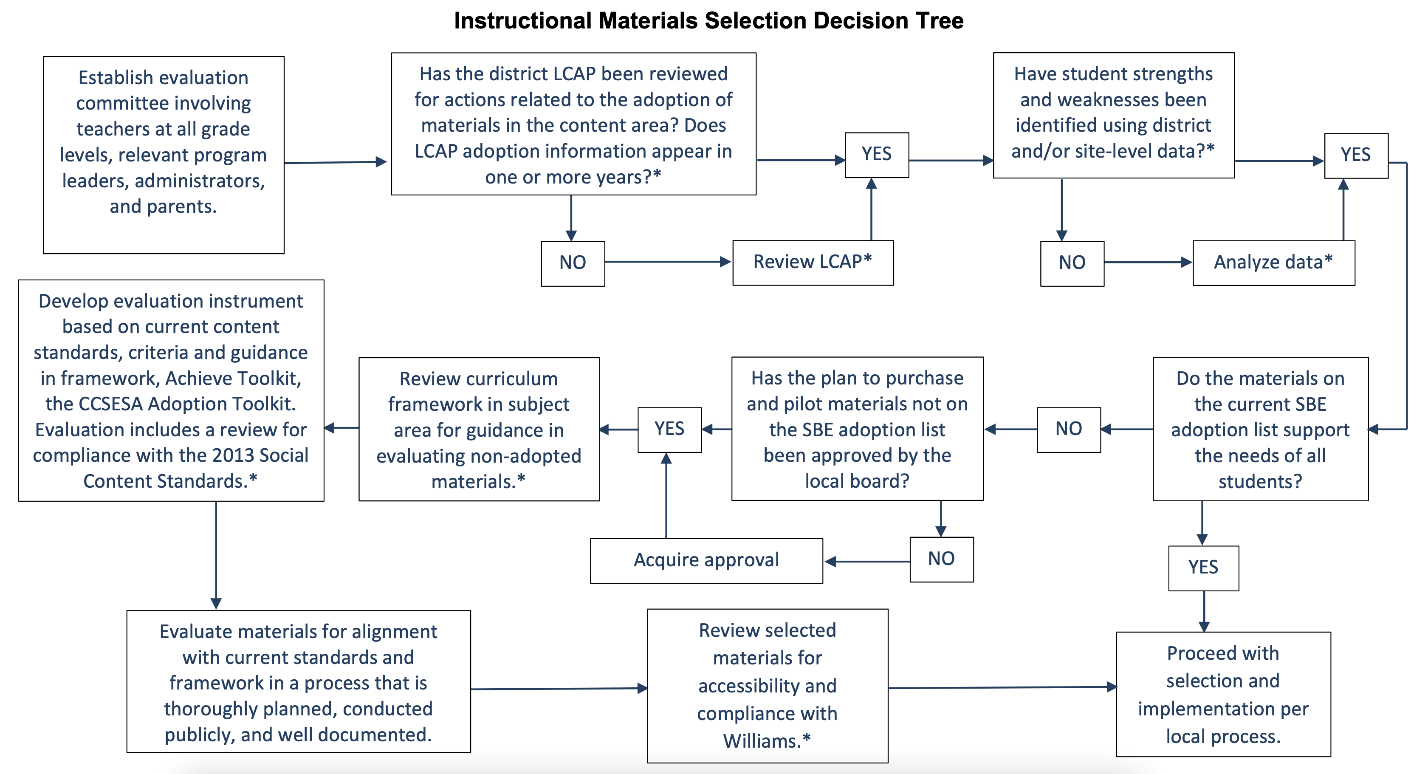 Instructional Materials Selection Decision Tree
Establish evaluation
committee involving
teachers at all grade
levels, relevant program
leaders, administrators,
and parents.
Has the district LCAP been reviewed
for actions related to the adoption of
materials in the content area? Does
LCAP adoption information appear in
one or more years?*
YES
NO
Review LCAP*
Have student strengths
and weaknesses been
identified using district
and/or site-level data?*
YES
NO
Analyze data*
Do the materials on
the current SBE
adoption list support
the needs of all
students?
NO
Has the plan to purchase
and pilot materials not on
the SBE adoption list
been approved by the
local board?
YES
NO
Acquire approval
Review curriculum
framework in subject
area for guidance in
evaluating non-adopted
materials.*
Develop evaluation instrument
based on current content
standards, criteria and guidance
in framework, Achieve Toolkit,
the CCSESA Adoption Toolkit.
Evaluation includes a review for
compliance with the 2013 Social
Content Standards.*
Evaluate materials for alignment
with current standards and
framework in a process that is
thoroughly planned, conducted
publicly, and well documented.
Review selected
materials for
accessibility and
compliance with
Williams.*
YES
Proceed with
selection and
implementation per
local process.